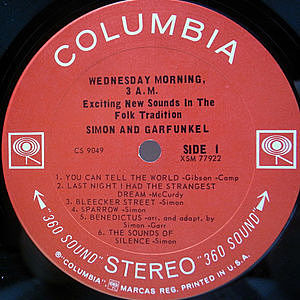 COLUMBIA
WEDNESDAY MORNING,
3 A.M.
Exciting New Sounds in The
Folk Tradition
SIMON AND GARFUNKEL
CS 9049
SIDE 1
XSM 77922
1. YOU CAN TELL THE WORLD -Gibson -Camp
2. LAST NIGHT I HAD THE STRANGEST
DREAM -McCurdy
3. BLEECKER STREET -Simon
4. SPARROW -Simon
5. BENEDICTUS -arr. and adapt. by
Simon -Garr
6. THE SOUNDS OF
SILENCE -Simon
"360 SOUND" STEREO "360 SOUND"
"COLUMBIA", MARCAS REG. PRINTED IN U.S.A.